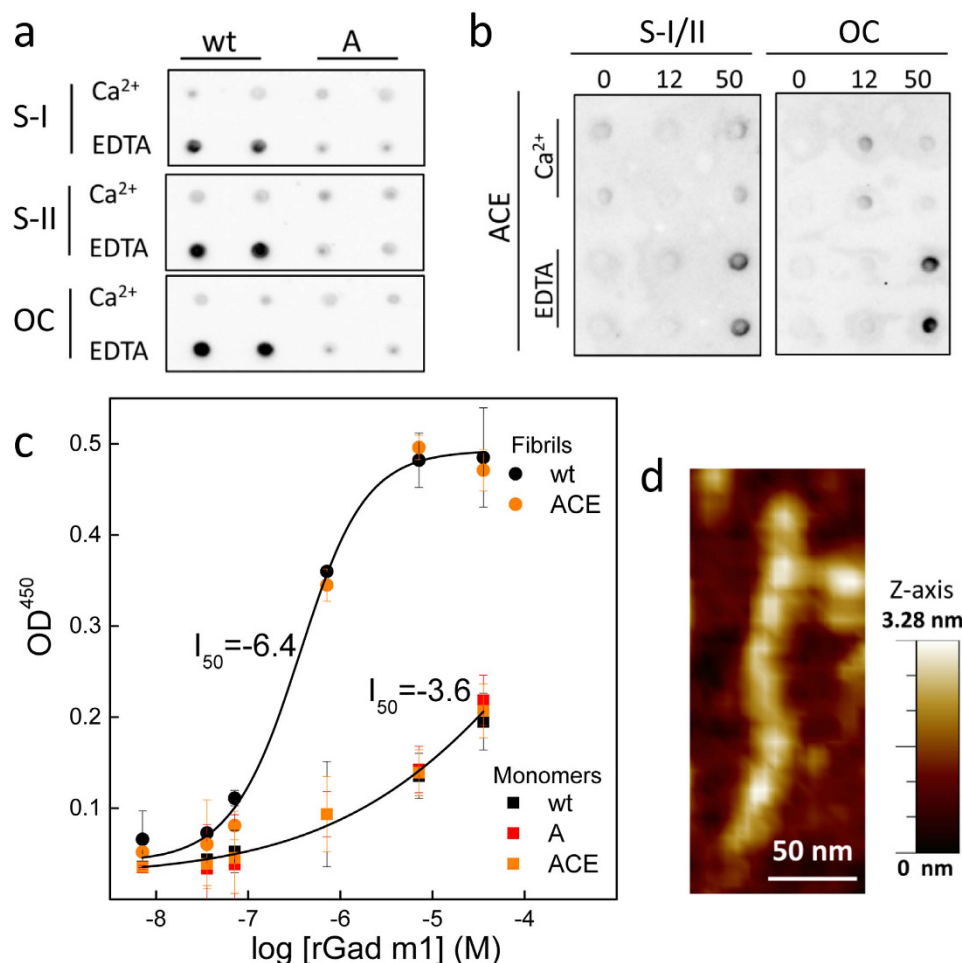 a
wt A
S-I
Ca2+
EDTA
S-II
Ca2+
EDTA
OC
Ca2+
EDTA
b
S-I/II OC
0 12 50 0 12 50
ACE
Ca2+
EDTA
c
0.5
0.4
0.3
0.2
0.1
OD450
-8 -7 -6 -5 -4 -3
log [rGad m1] (M)
I50=-6.4
I50=-3.6
Fibrils
wt
ACE
Monomers
wt
A
ACE
d
50 nm
Z-axis
3.28 nm
0 nm